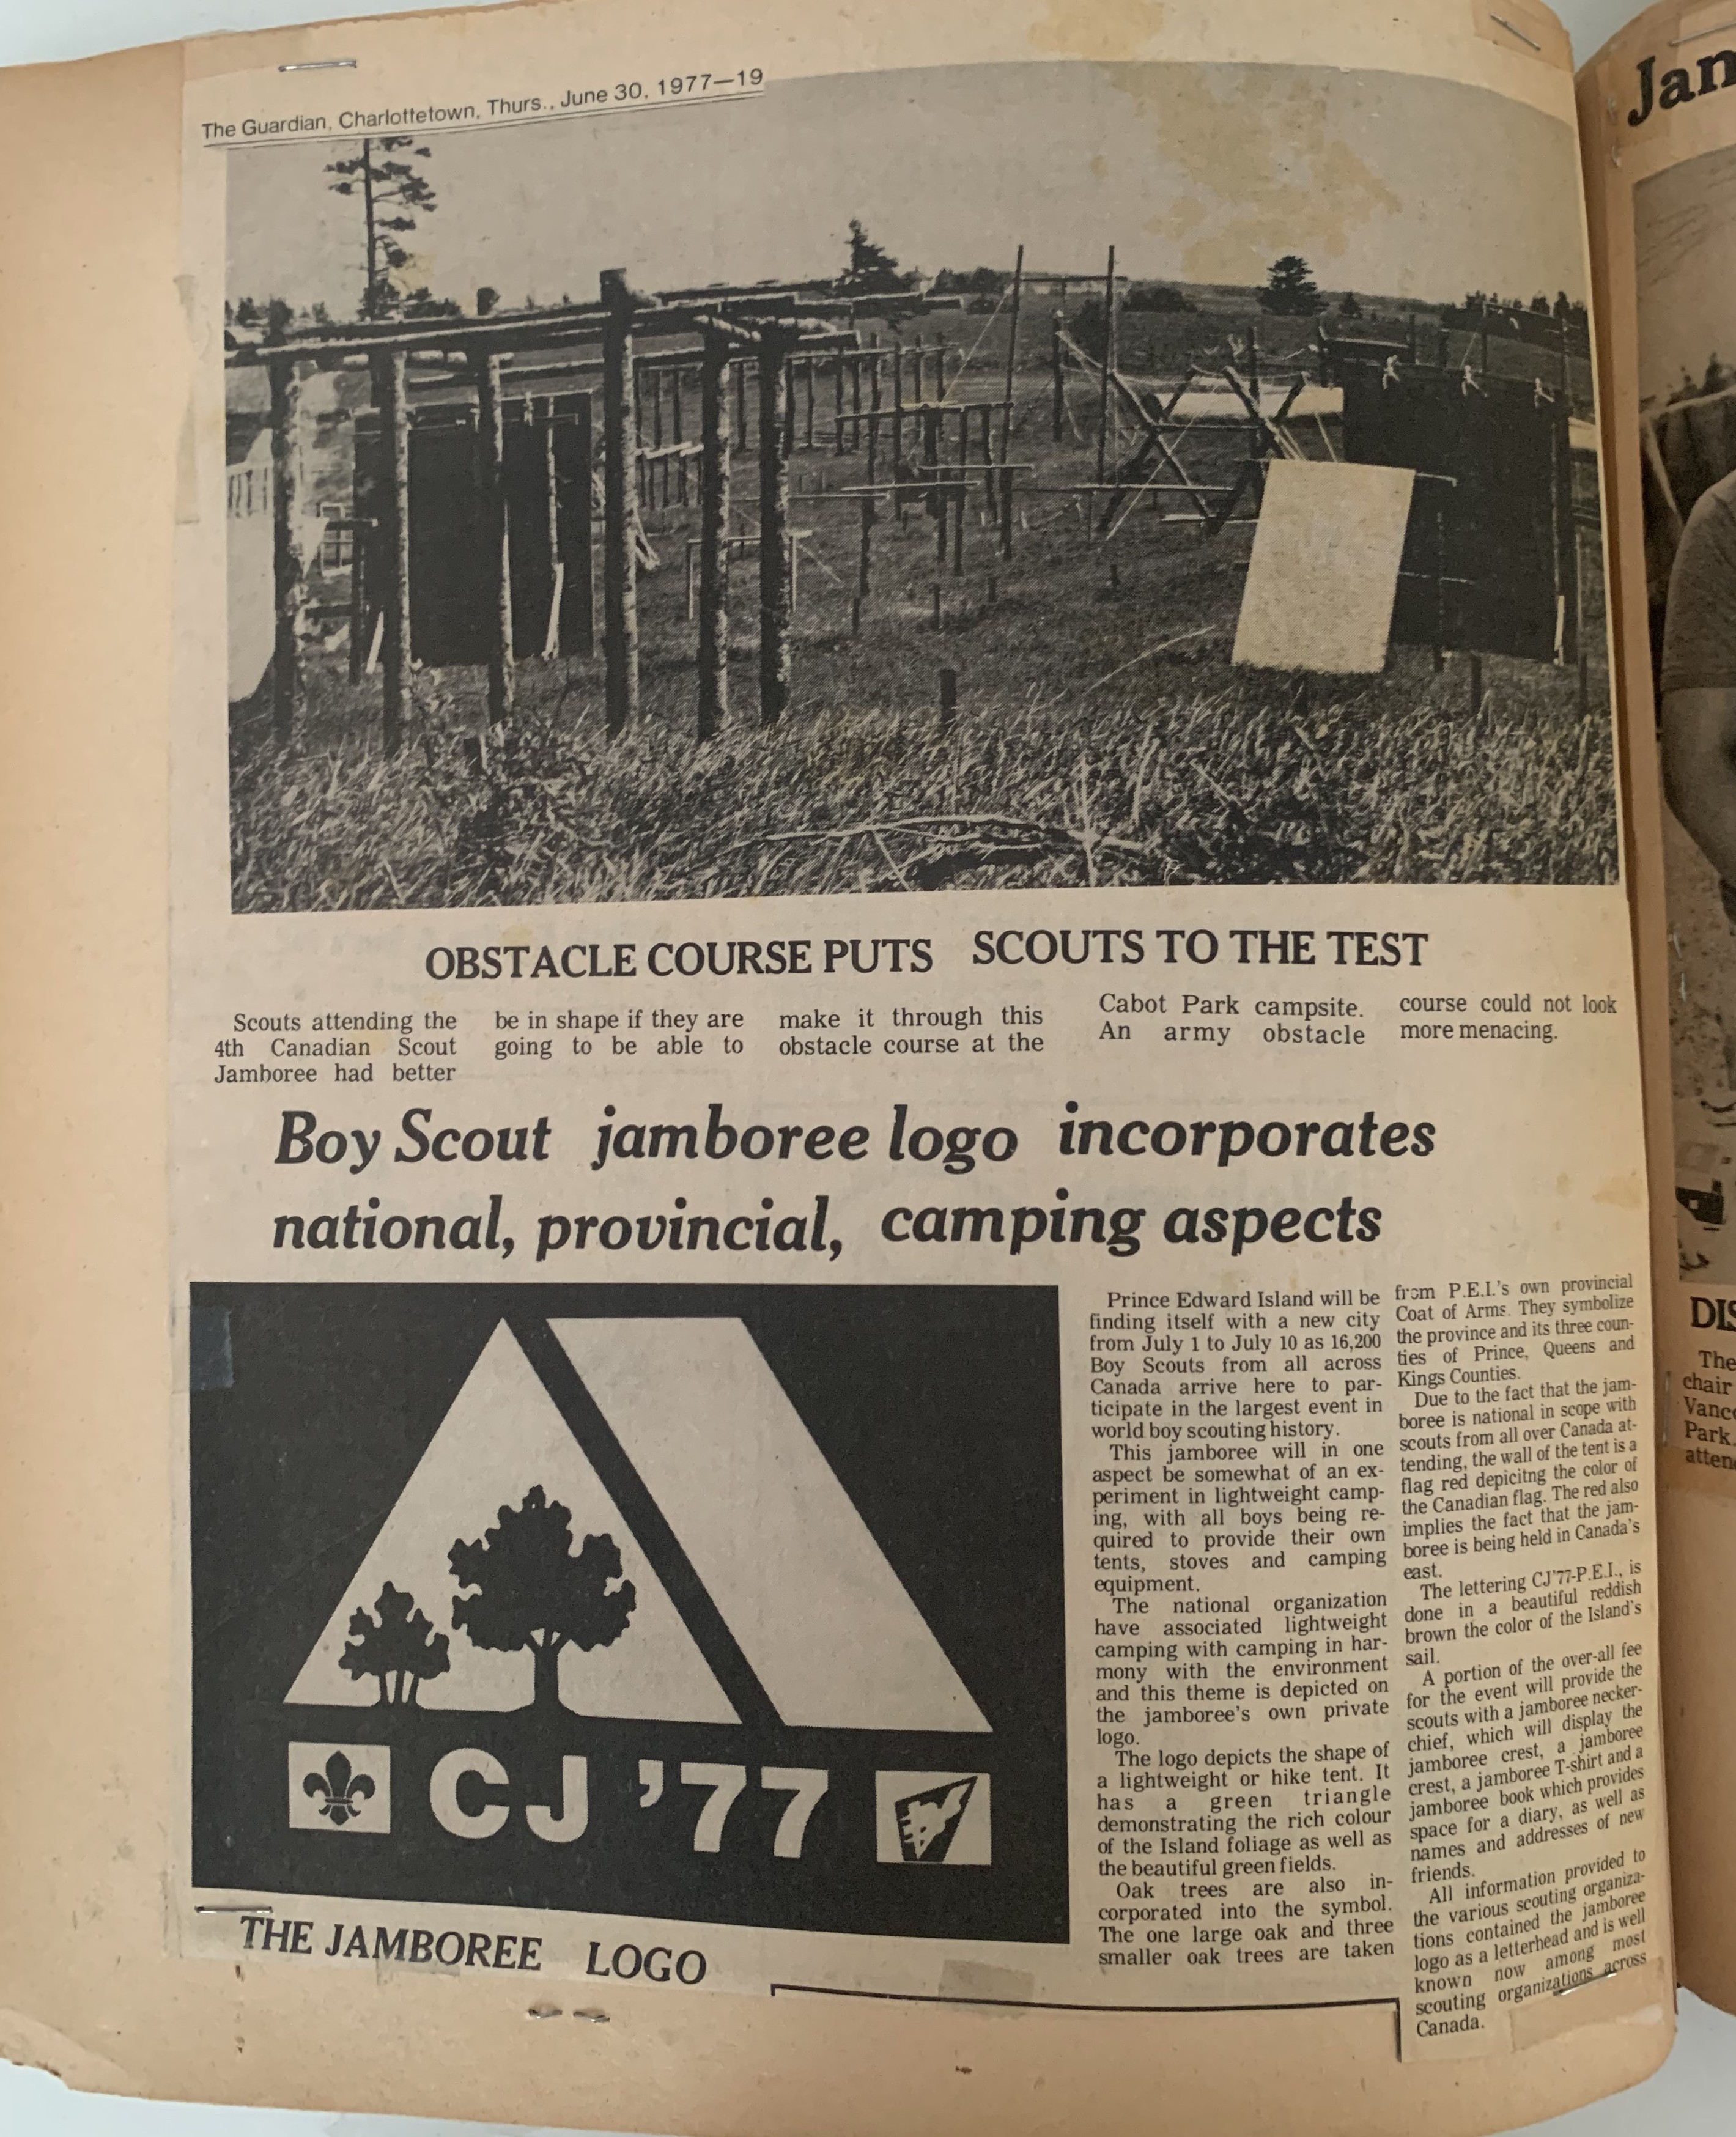 The Guardian, Charlottetown, Thurs., June 30, 1977—19
OBSTACLE COURSE PUTS SCOUTS TO THE TEST
Scouts attending the
4th Canadian Scout
Jamboree had better
be in shape if they are
going to be able to
make it through this
obstacle course at the
Cabot Park campsite.
An army obstacle
course could not look
more menacing.
Boy Scout jamboree logo incorporates
national, provincial, camping aspects
CJ '77
THE JAMBOREE LOGO
Prince Edward Island will be
finding itself with a new city
from July 1 to July 10 as 16,200
Boy Scouts from all across
Canada arrive here to par-
ticipate in the largest event in
world boy scouting history.
This jamboree will in one
aspect be somewhat of an ex-
periment in lightweight camp-
ing, with all boys being re-
quired to provide their own
tents, stoves and camping
equipment.
The national organization
have associated lightweight
camping with camping in har-
mony with the environment
and this theme is depicted on
the jamboree's own private
logo.
The logo depicts the shape of
a lightweight or hike tent. It
has a green triangle
demonstrating the rich colour
of the Island foliage as well as
the beautiful green fields.
Oak trees are also in-
corporated into the symbol.
The one large oak and three
smaller oak trees are taken
from P.E.I.'s own provincial
Coat of Arms. They symbolize
the province and its three coun-
ties of Prince, Queens and
Kings Counties.
Due to the fact that the jam-
boree is national in scope with
scouts from all over Canada at-
tending, the wall of the tent is a
flag red depicitng the color of
the Canadian flag. The red also
implies the fact that the jam-
boree is being held in Canada's
east.
The lettering CJ'77-P.E.I., is
done in a beautiful reddish
brown the color of the Island's
sail.
A portion of the over-all fee
for the event will provide the
scouts with a jamboree necker-
chief, which will display the
jamboree crest, a jamboree
crest, a jamboree T-shirt and a
jamboree book which provides
space for a diary, as well as
names and addresses of new
friends.
All information provided to
the various scouting organiza-
tions contained the jamboree
logo as a letterhead and is well
known now among most
scouting organizations across
Canada.
Jan
DIS
The
chair
Vanco
Park.
atten